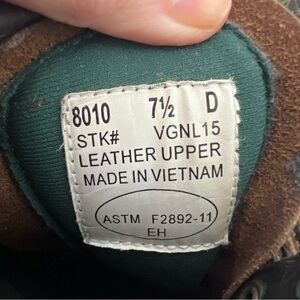 8010 7½ D
STK# VGNL15
LEATHER UPPER
MADE IN VIETNAM
ASTM F2892-11
EH